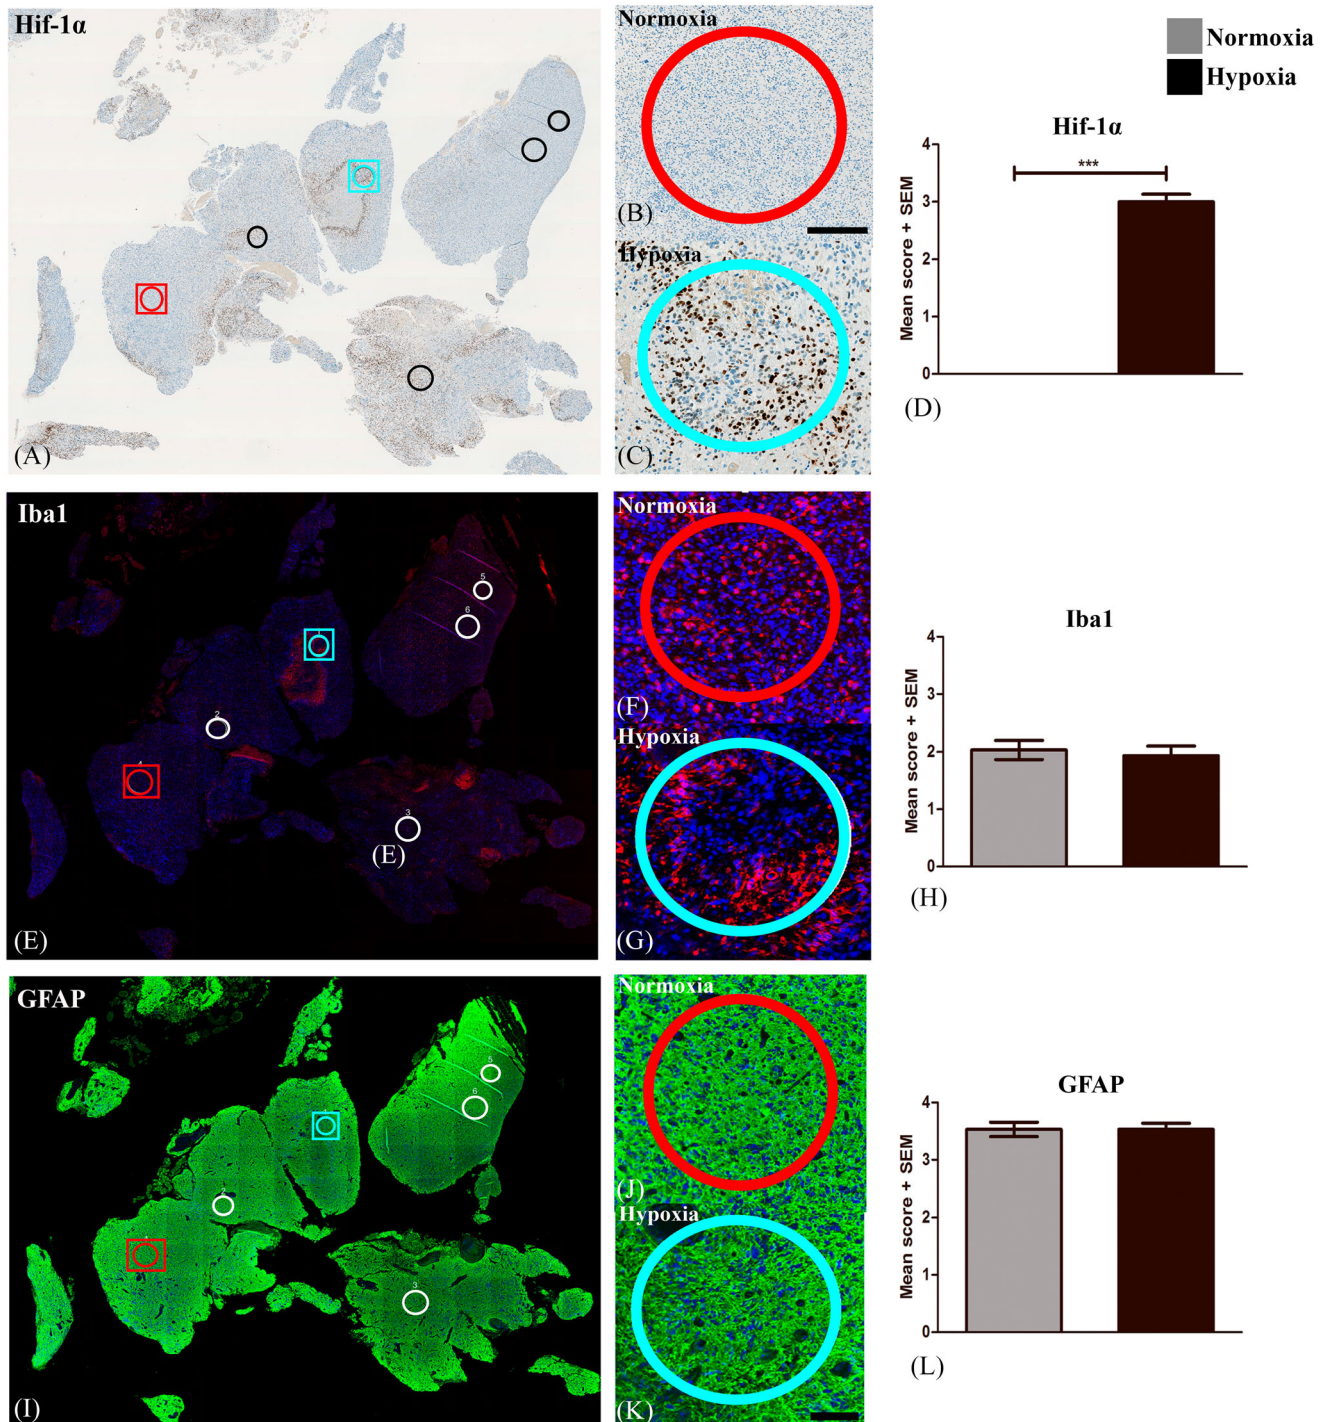 Hif-1α
(A)
Normoxia
(B)
Hypoxia
(C)
Normoxia
Hypoxia
Hif-1α
***
Mean score + SEM
4
3
2
1
0
(D)
Iba1
5
6
2
4
3
(E)
(E)
Normoxia
(F)
Hypoxia
(G)
Iba1
Mean score + SEM
4
3
2
1
0
(H)
GFAP
5
6
3
(I)
Normoxia
(J)
Hypoxia
(K)
GFAP
Mean score + SEM
4
3
2
1
0
(L)